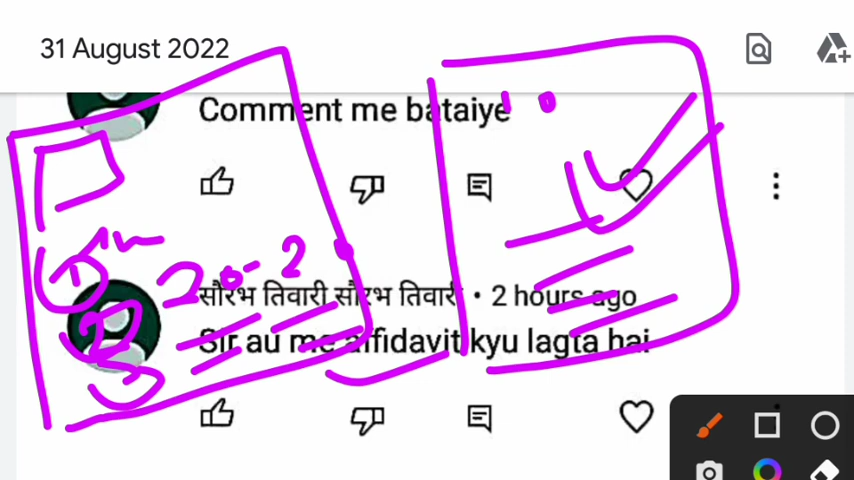 31 August 2022
Comment me bataiye
सौरभ तिवारी सौरभ तिवारी • 2 hours ago
Sir au me affidavit kyu lagta hai